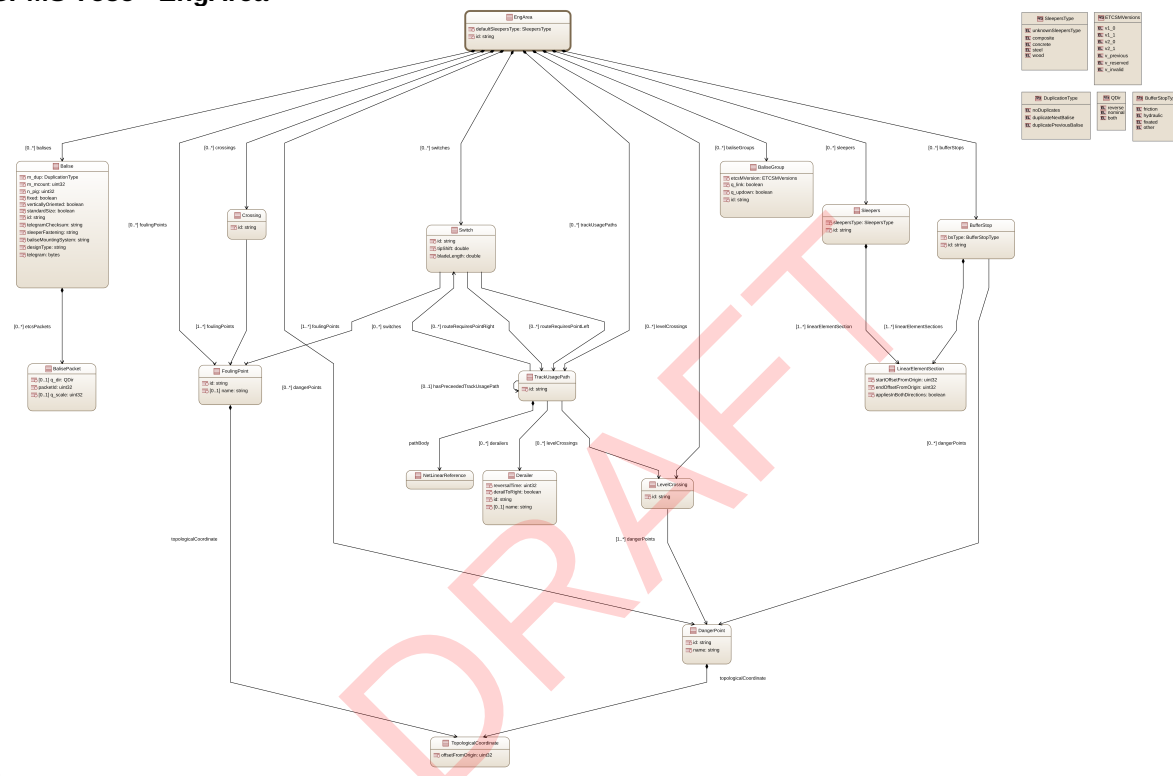 EngArea
EngArea
defaultSleepersType: SleepersType
id: string
SleepersType
unknownSleepersType
composite
concrete
steel
wood
ETCSMVersions
v1_0
v1_1
v2_0
v2_1
v_previous
v_reserved
v_invalid
DuplicationType
noDuplicates
duplicateNextBalise
duplicatePreviousBalise
QDir
reverse
nominal
both
BufferStopTy
friction
hydraulic
fixated
other
[0..*] balises
[0..*] crossings
[0..*] switches
[0..*] baliseGroups
[0..*] sleepers
[0..*] bufferStops
Balise
m_dup: DuplicationType
m_mcount: uint32
n_pig: uint32
fixed: boolean
verticallyOriented: boolean
standardSize: boolean
id: string
telegramChecksum: string
sleeperFastening: string
baliseMountingSystem: string
designType: string
telegram: bytes
BaliseGroup
etcsMVersion: ETCSMVersions
q_link: boolean
q_updown: boolean
id: string
[0..*] foulingPoints
Crossing
id: string
Switch
id: string
tipShift: double
bladeLength: double
[0..*] trackUsagePaths
Sleepers
sleepersType: SleepersType
id: string
BufferStop
bsType: BufferStopType
id: string
[0..*] etcsPackets
[1..*] foulingPoints
[1..*] foulingPoints
[0..*] switches
[0..*] routeRequiresPointRight
[0..*] routeRequiresPointLeft
[0..*] levelCrossings
[1..*] linearElementSection
[1..*] linearElementSections
BalisePacket
[0..1] q_dir: QDir
packetId: uint32
[0..1] q_scale: uint32
FoulingPoint
id: string
[0..1] name: string
[0..*] dangerPoints
[0..1] hasPreceededTrackUsagePath
TrackUsagePath
id: string
LinearElementSection
startOffsetFromOrigin: uint32
endOffsetFromOrigin: uint32
appliesInBothDirections: boolean
pathBody
[0..*] derailers
[0..*] levelCrossings
[0..*] dangerPoints
NetLinearReference
Derailer
reversalTime: uint32
derailToRight: boolean
id: string
[0..1] name: string
LevelCrossing
id: string
topologicalCoordinate
[1..*] dangerPoints
DangerPoint
id: string
name: string
topologicalCoordinate
TopologicalCoordinate
offsetFromOrigin: uint32
DRAFT